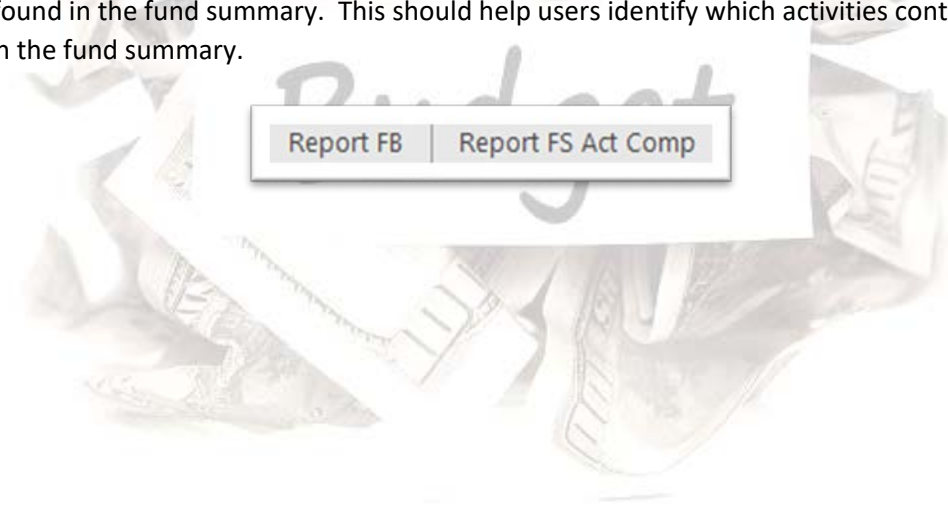 found in the fund summary.  This should help users identify which activities cont
n the fund summary.
Budget
Report FB | Report FS Act Comp